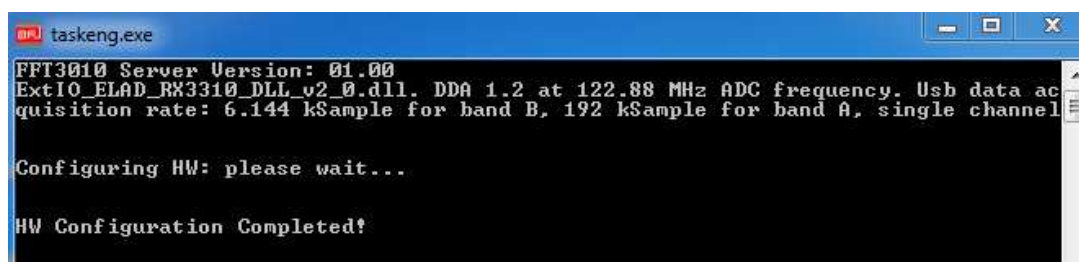 taskeng.exe
FFT3010 Server Version: 01.00
ExtIO_ELAD_RX3310_DLL_v2_0.dll. DDA 1.2 at 122.88 MHz ADC frequency. Usb data ac
quisition rate: 6.144 kSample for band B, 192 kSample for band A, single channel
Configuring HW: please wait...
HW Configuration Completed!